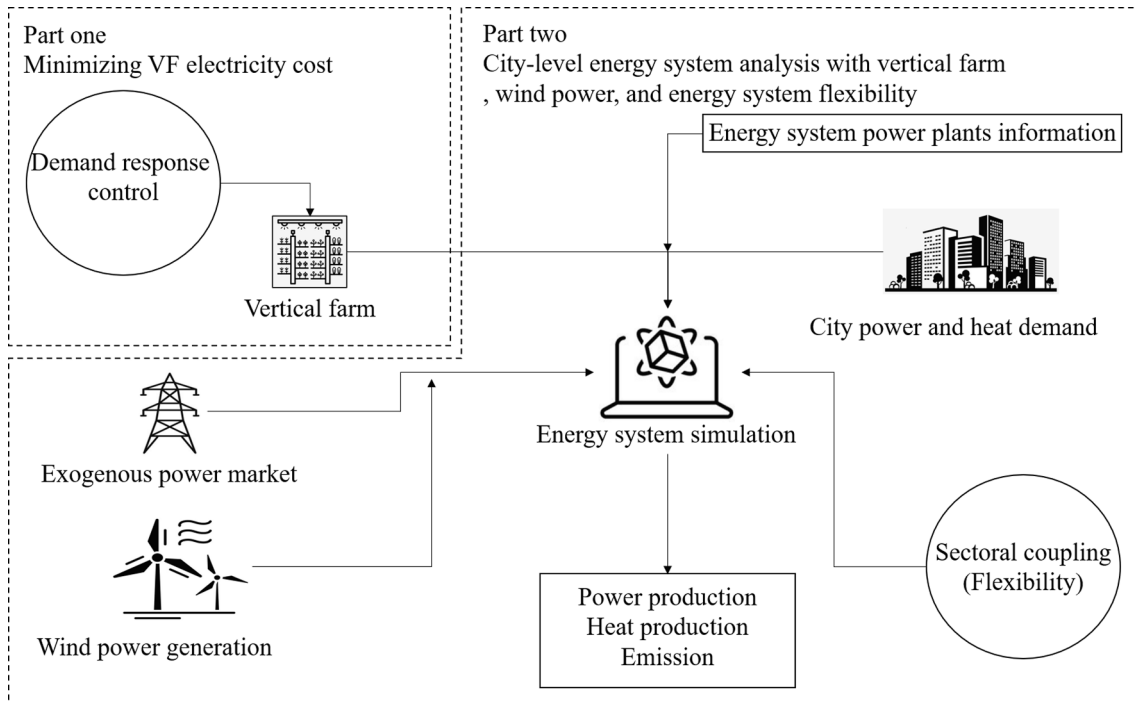 Part one
Minimizing VF electricity cost
Demand response
control
Vertical farm
Part two
City-level energy system analysis with vertical farm
, wind power, and energy system flexibility
Energy system power plants information
City power and heat demand
Exogenous power market
Energy system simulation
Wind power generation
Sectoral coupling
(Flexibility)
Power production
Heat production
Emission